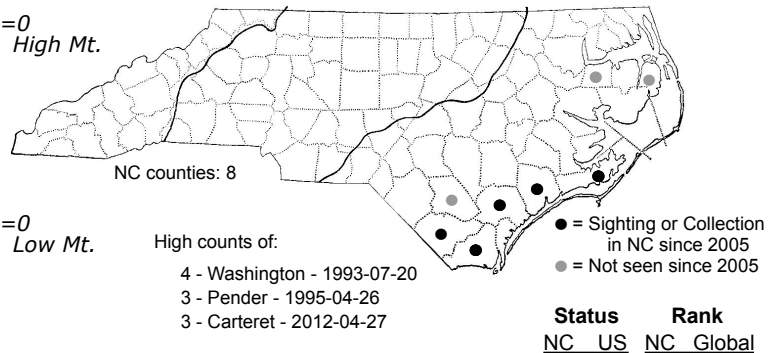 =0
High Mt.
NC counties: 8
=0
Low Mt.
High counts of:
4 - Washington - 1993-07-20
3 - Pender - 1995-04-26
3 - Carteret - 2012-04-27
= Sighting or Collection
in NC since 2005
= Not seen since 2005
Status Rank
NC US NC Global